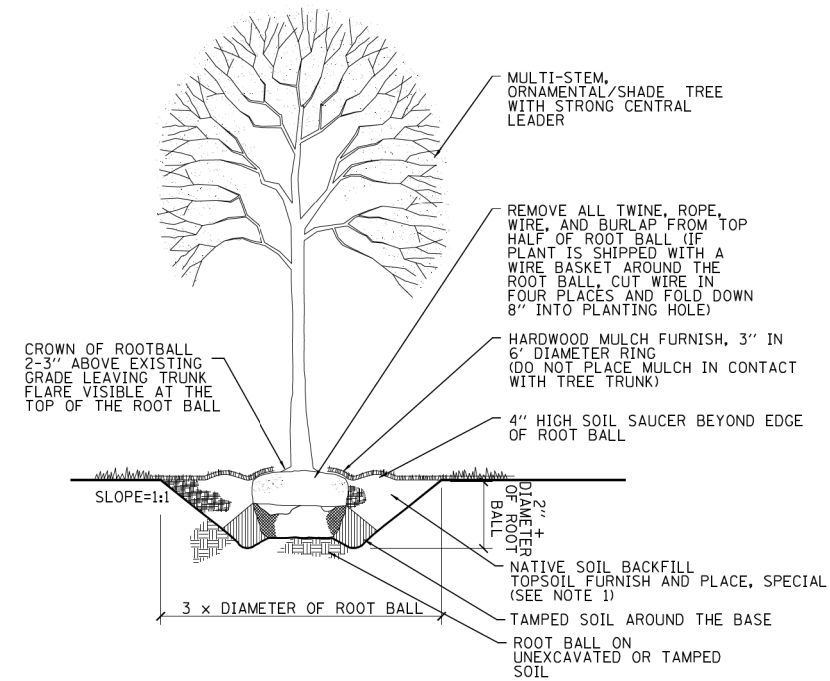 MULTI-STEM,
ORNAMENTAL/SHADE TREE
WITH STRONG CENTRAL
LEADER
REMOVE ALL TWINE, ROPE,
WIRE, AND BURLAP FROM TOP
HALF OF ROOT BALL (IF
PLANT IS SHIPPED WITH A
WIRE BASKET AROUND THE
ROOT BALL, CUT WIRE IN
FOUR PLACES AND FOLD DOWN
8" INTO PLANTING HOLE)
HARDWOOD MULCH FURNISH, 3" IN
6' DIAMETER RING
(DO NOT PLACE MULCH IN CONTACT
WITH TREE TRUNK)
CROWN OF ROOTBALL
2-3" ABOVE EXISTING
GRADE LEAVING TRUNK
FLARE VISIBLE AT THE
TOP OF THE ROOT BALL
4" HIGH SOIL SAUCER BEYOND EDGE
OF ROOT BALL
SLOPE=1:1
2" +
DIAMETER
OF ROOT
BALL
NATIVE SOIL BACKFILL
TOPSOIL FURNISH AND PLACE, SPECIAL
(SEE NOTE 1)
3 x DIAMETER OF ROOT BALL
TAMPED SOIL AROUND THE BASE
ROOT BALL ON
UNEXCAVATED OR TAMPED
SOIL